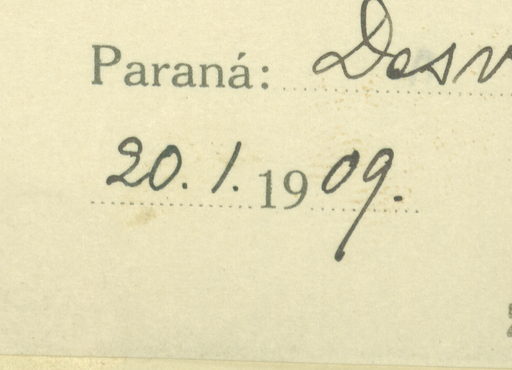 Paraná: Desv
20. 1. 1909.